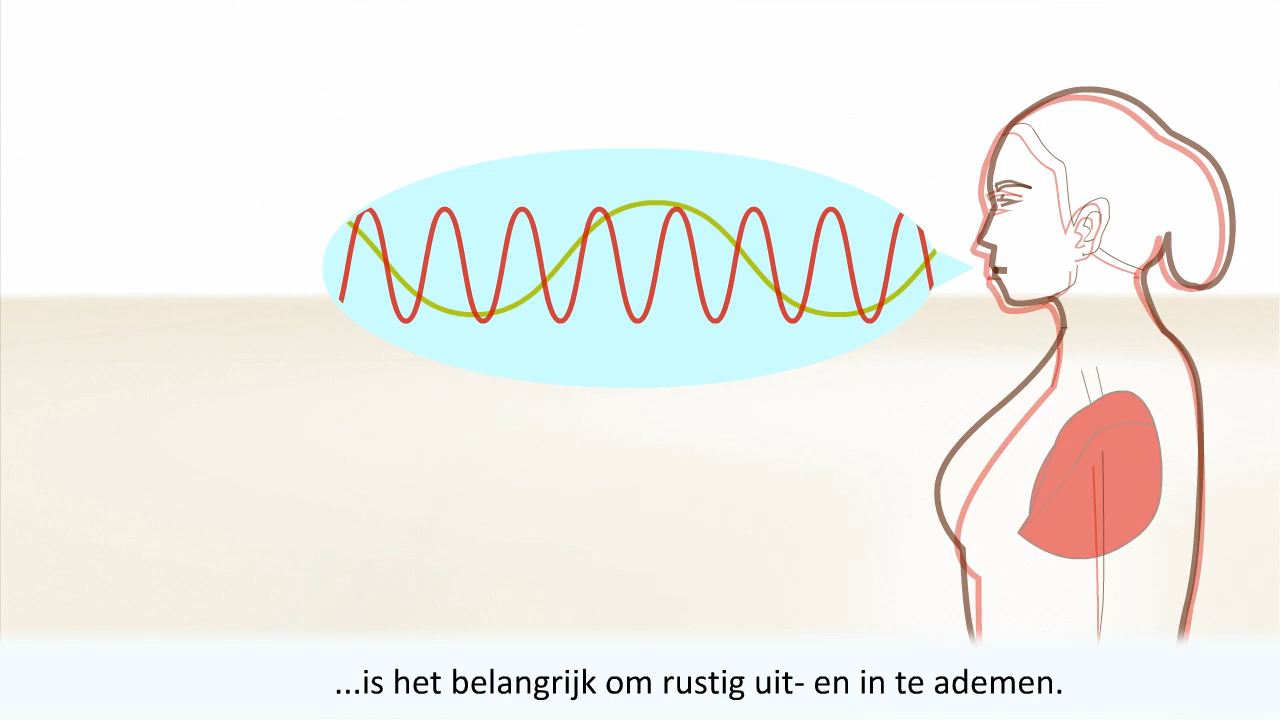 ...is het belangrijk om rustig uit- en in te ademen.